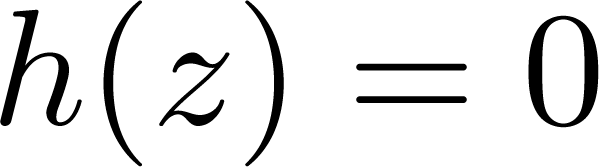 h(z) = 0